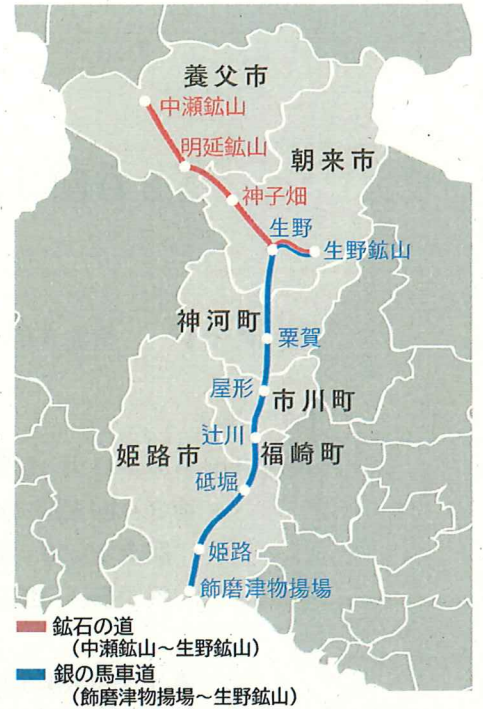 養父市
中瀬鉱山
明延鉱山
朝来市
神子畑
生野
生野鉱山
神河町
粟賀
屋形
市川町
辻川
姫路市
福崎町
砥堀
姫路
飾磨津物揚場
鉱石の道
（中瀬鉱山～生野鉱山）
銀の馬車道
（飾磨津物揚場～生野鉱山）